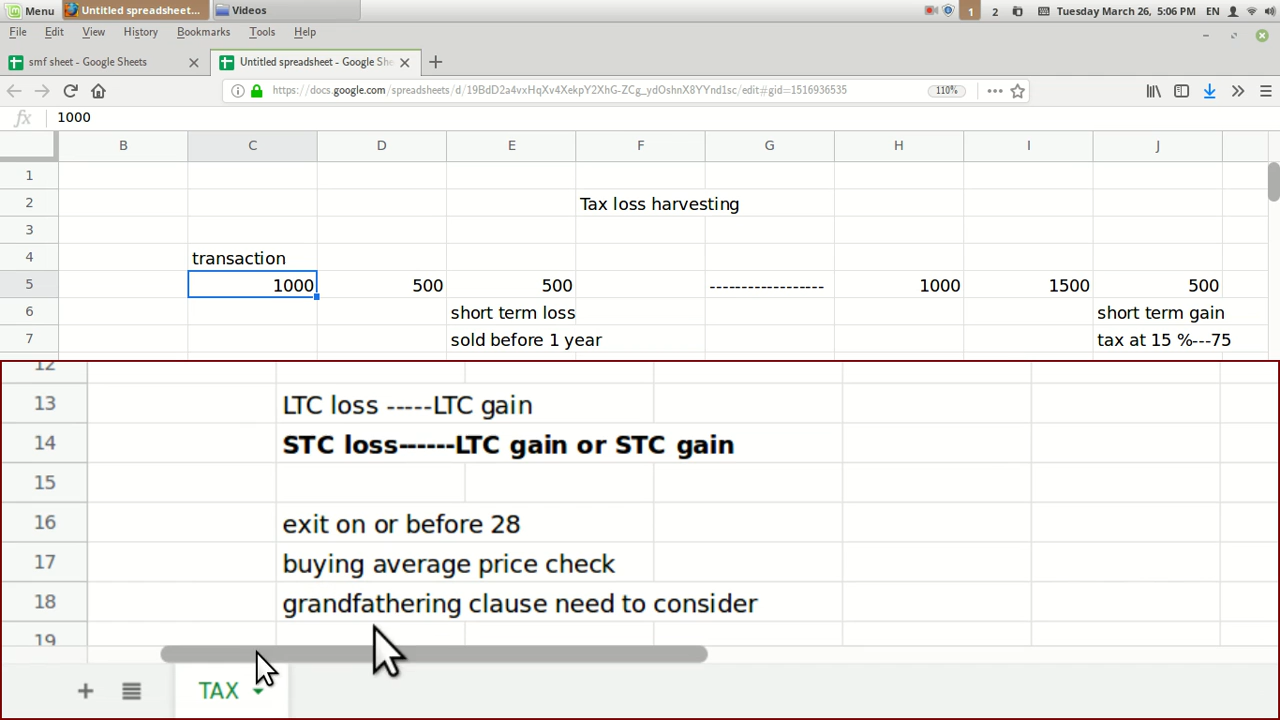 Menu Untitled spreadsheet... Videos 1 2 Tuesday March 26, 5:06 PM EN
File Edit View History Bookmarks Tools Help
smf sheet - Google Sheets Untitled spreadsheet - Google She
https://docs.google.com/spreadsheets/d/19BdD2a4vxHqXv4XekpY2XhG-ZCg_ydOshnX8YYnd1sc/edit#gid=1516936535 110%
fx 1000
B C D E F G H I J
1
2 Tax loss harvesting
3
4 transaction
5 1000 500 500 ------------------ 1000 1500 500
6 short term loss short term gain
7 sold before 1 year tax at 15 %---75
12
13 LTC loss -----LTC gain
14 STC loss------LTC gain or STC gain
15
16 exit on or before 28
17 buying average price check
18 grandfathering clause need to consider
19
TAX